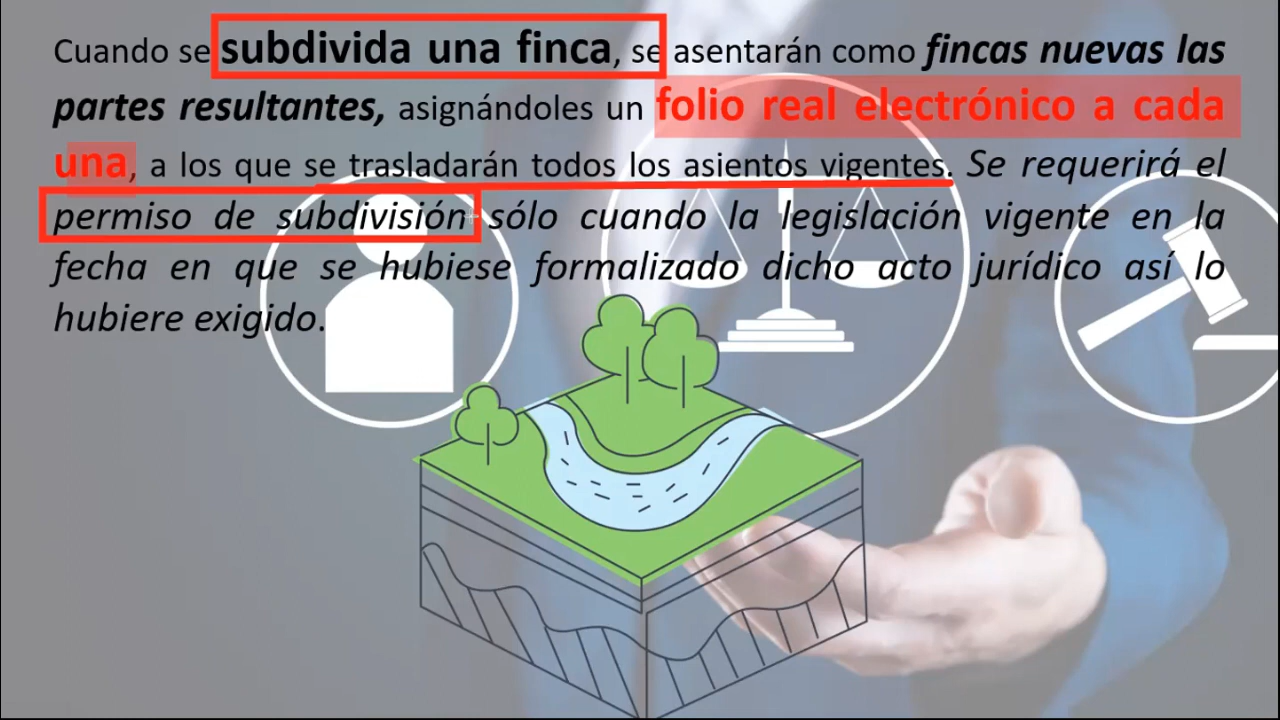 Cuando se subdivida una finca, se asentarán como fincas nuevas las
partes resultantes, asignándoles un folio real electrónico a cada
una, a los que se trasladarán todos los asientos vigentes. Se requerirá el
permiso de subdivisión sólo cuando la legislación vigente en la
fecha en que se hubiese formalizado dicho acto jurídico así lo
hubiere exigido.